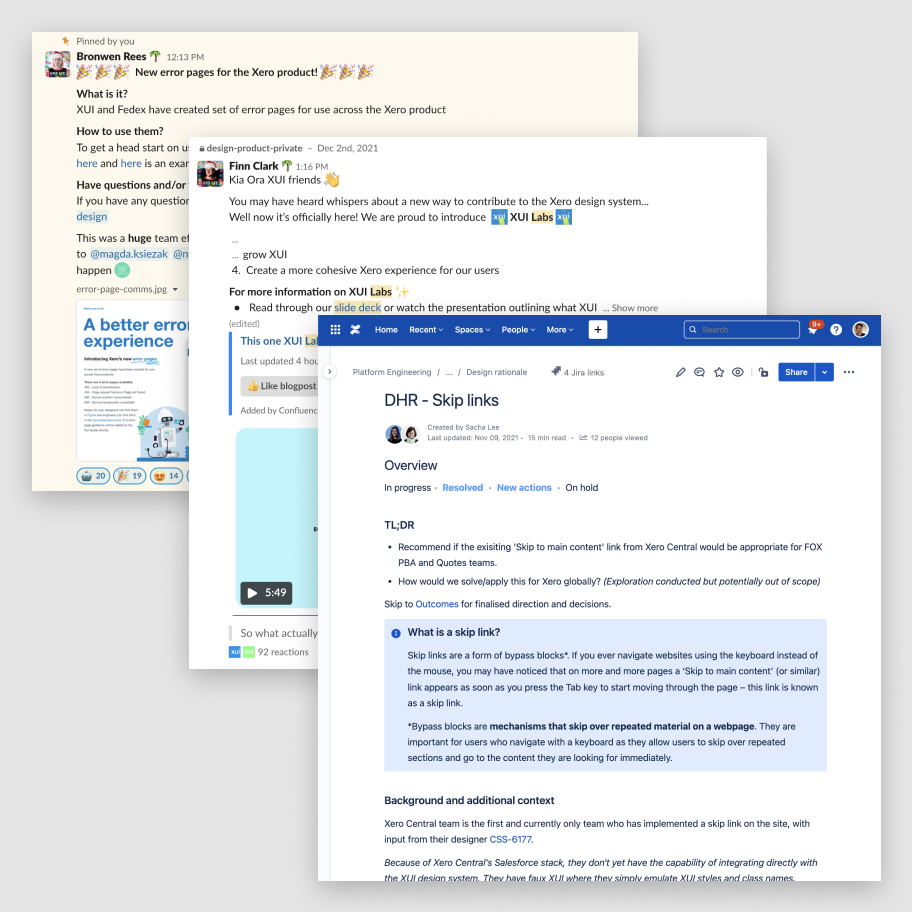 Pinned by you
Bronwen Rees 12:13 PM
New error pages for the Xero product!
What is it?
XUI and Fedex have created set of error pages for use across the Xero product
How to use them?
To get a head start on us
here and here is an exar
Have questions and/or
If you have any question
design
This was a huge team ef
to @magda.ksiezak @n
happen
error-page-comms.jpg
A better error
experience
Introducing Xero's new error pages
20 19 14
design-product-private – Dec 2nd, 2021
Finn Clark 1:16 PM
Kia Ora XUI friends
You may have heard whispers about a new way to contribute to the Xero design system...
Well now it's officially here! We are proud to introduce XUI XUI Labs XUI
...
... grow XUI
4. Create a more cohesive Xero experience for our users
For more information on XUI Labs
• Read through our slide deck or watch the presentation outlining what XUI ... Show more
(edited)
This one XUI La
Last updated 4 hou
Like blogpost
Added by Confluenc
5:49
So what actually
XUI XUI 92 reactions
Home Recent Spaces People More + Search 9+ ?
Platform Engineering / ... / Design rationale 4 Jira links Share ...
DHR - Skip links
Created by Sacha Lee
Last updated: Nov 09, 2021 • 15 min read • 12 people viewed
Overview
In progress · Resolved · New actions · On hold
TL;DR
• Recommend if the exisiting 'Skip to main content' link from Xero Central would be appropriate for FOX
PBA and Quotes teams.
• How would we solve/apply this for Xero globally? (Exploration conducted but potentially out of scope)
Skip to Outcomes for finalised direction and decisions.
What is a skip link?
Skip links are a form of bypass blocks*. If you ever navigate websites using the keyboard instead of
the mouse, you may have noticed that on more and more pages a 'Skip to main content' (or similar)
link appears as soon as you press the Tab key to start moving through the page – this link is known
as a skip link.
*Bypass blocks are mechanisms that skip over repeated material on a webpage. They are
important for users who navigate with a keyboard as they allow users to skip over repeated
sections and go to the content they are looking for immediately.
Background and additional context
Xero Central team is the first and currently only team who has implemented a skip link on the site, with
input from their designer CSS-6177.
Because of Xero Central's Salesforce stack, they don't yet have the capability of integrating directly with
the XUI design system. They have faux XUI where they simply emulate XUI styles and class names.